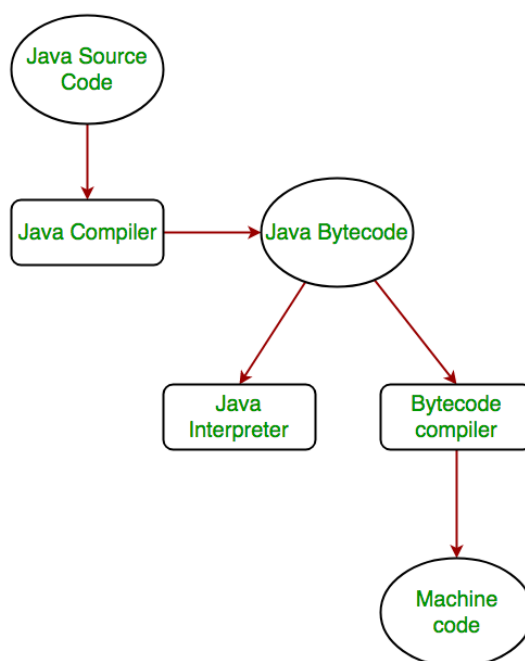 Java Source
Code
Java Compiler
Java Bytecode
Java
Interpreter
Bytecode
compiler
Machine
code